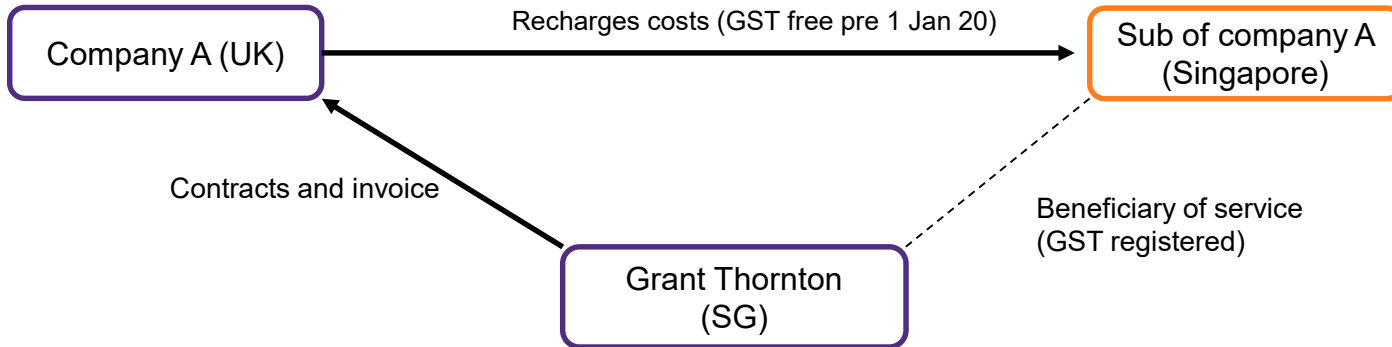 Recharges costs (GST free pre 1 Jan 20)
Company A (UK)
Sub of company A
(Singapore)
Contracts and invoice
Beneficiary of service
(GST registered)
Grant Thornton
(SG)